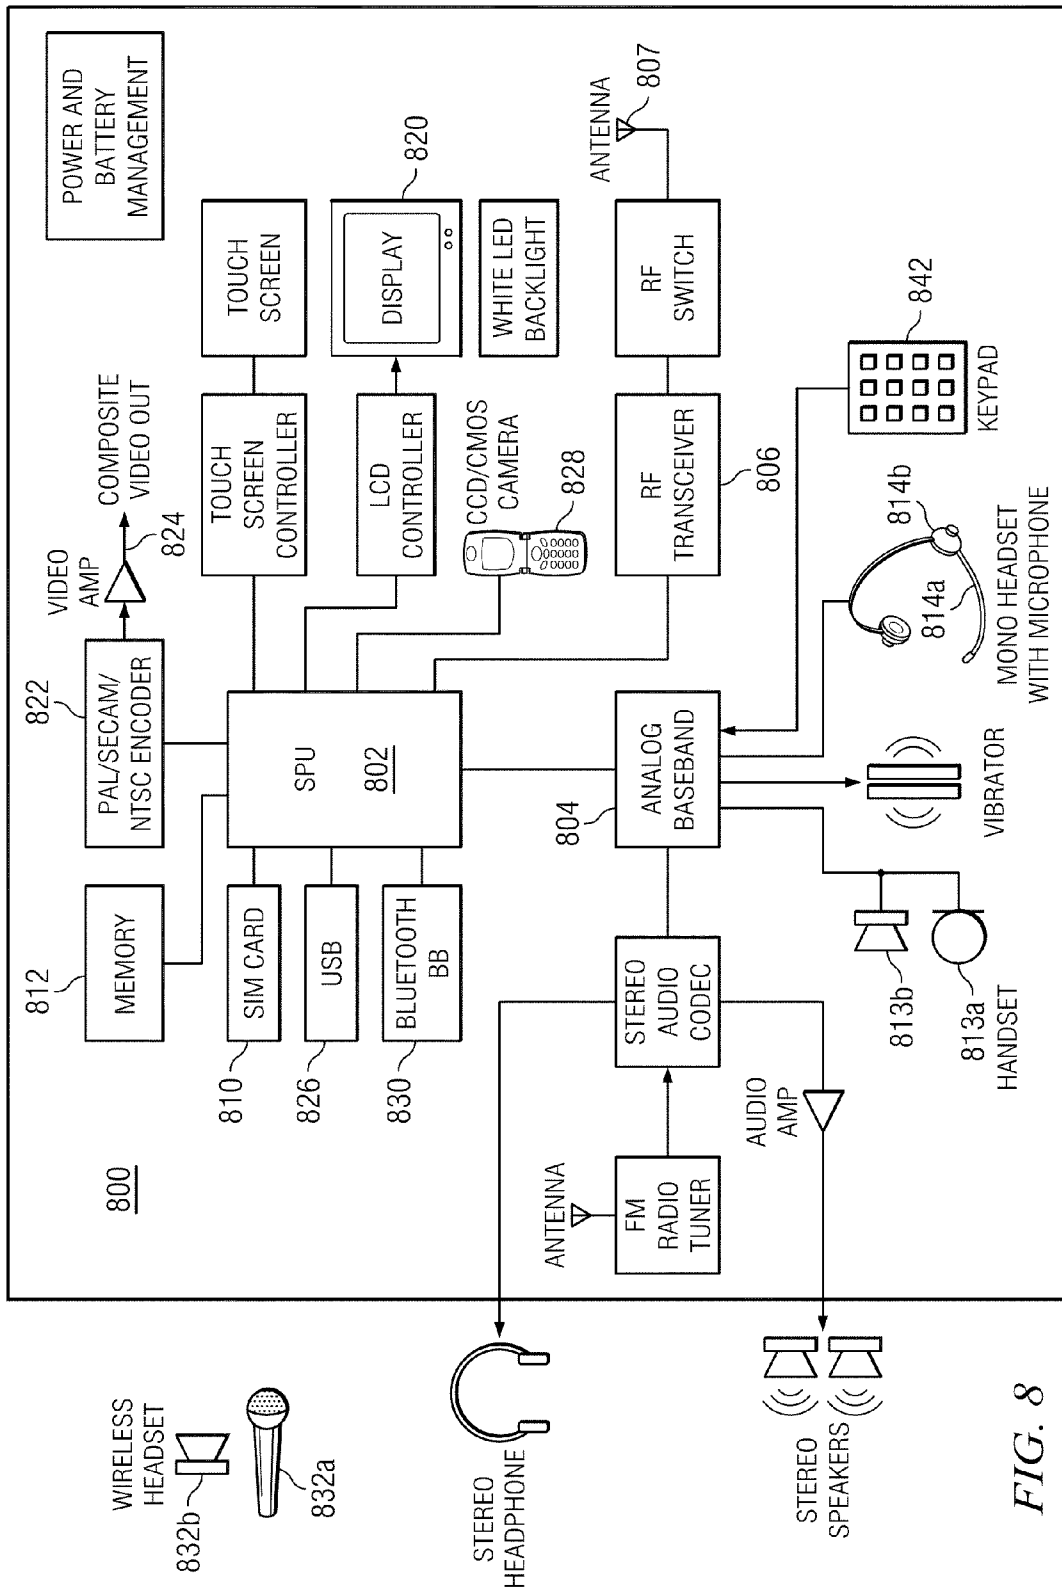 POWER AND
BATTERY
MANAGEMENT
TOUCH
SCREEN
820
DISPLAY
WHITE LED
BACKLIGHT
ANTENNA
807
RF
SWITCH
COMPOSITE
VIDEO OUT
VIDEO
AMP
824
TOUCH
SCREEN
CONTROLLER
LCD
CONTROLLER
CCD/CMOS
CAMERA
828
RF
TRANSCEIVER
806
842
KEYPAD
822
PAL/SECAM/
NTSC ENCODER
SPU
802
804
ANALOG
BASEBAND
814b
814a
MONO HEADSET
WITH MICROPHONE
VIBRATOR
812
MEMORY
810
SIM CARD
826
USB
830
BLUETOOTH
BB
STEREO
AUDIO
CODEC
813b
813a
HANDSET
800
ANTENNA
FM
RADIO
TUNER
AUDIO
AMP
WIRELESS
HEADSET
832b
832a
STEREO
HEADPHONE
STEREO
SPEAKERS
FIG. 8